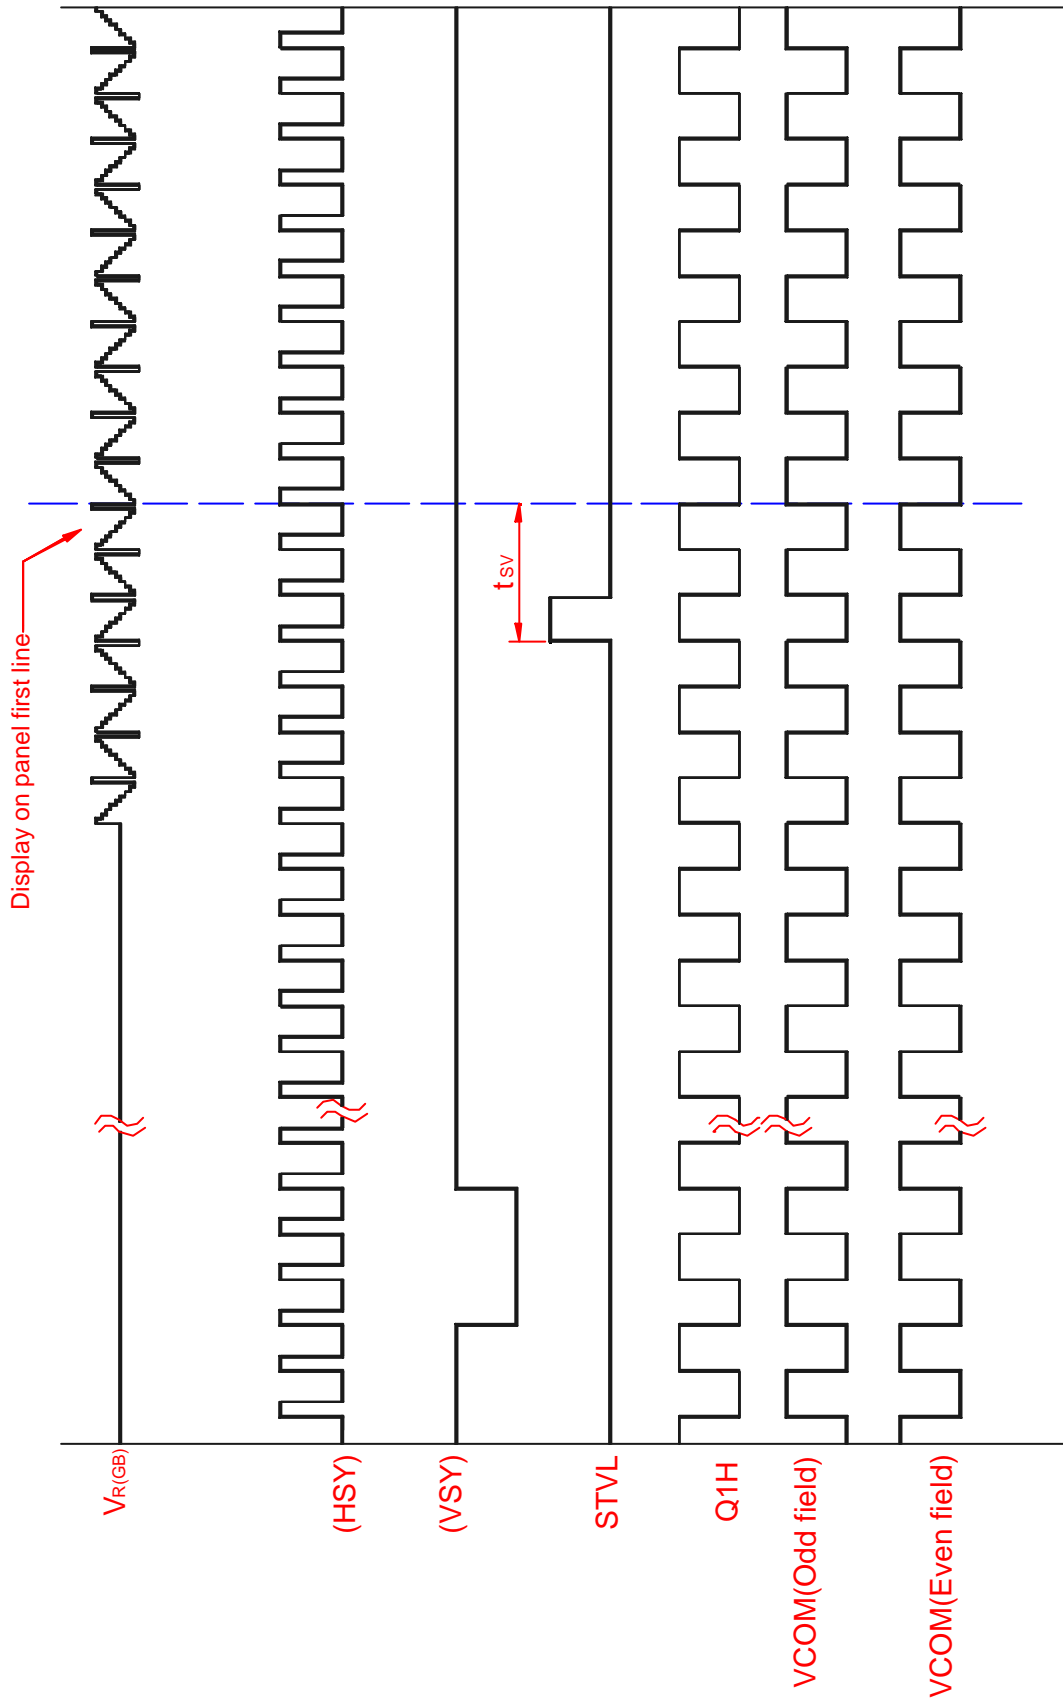 Display on panel first line
tsv
VR(GB)
(HSY)
(VSY)
STVL
Q1H
VCOM(Odd field)
VCOM(Even field)